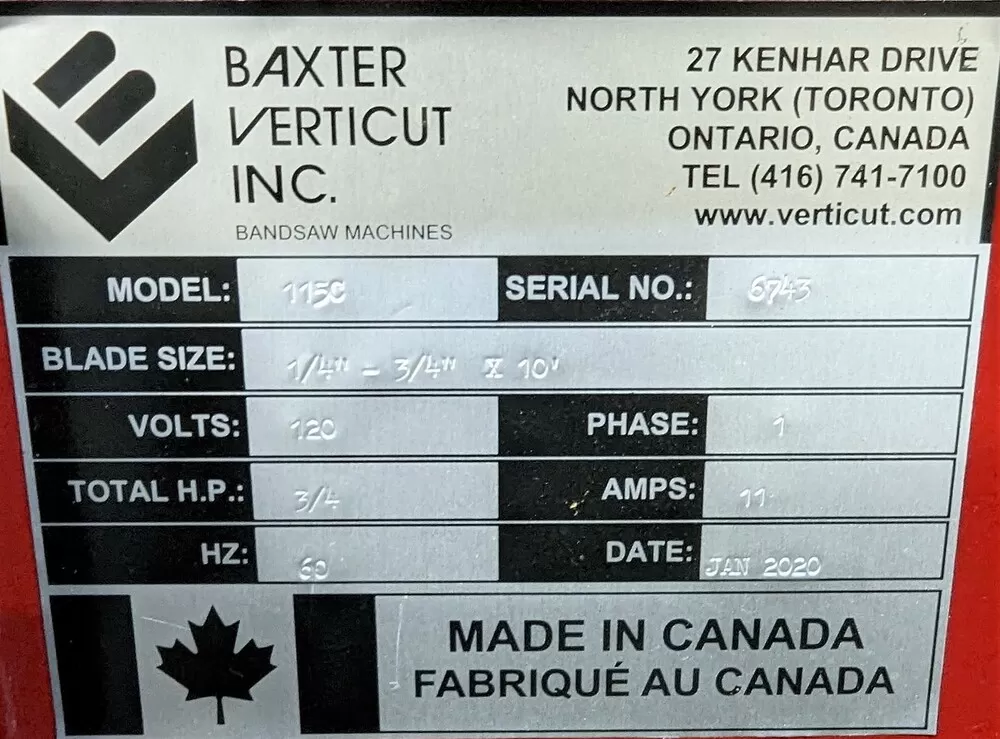 BAXTER
VERTICUT
INC.
BANDSAW MACHINES
27 KENHAR DRIVE
NORTH YORK (TORONTO)
ONTARIO, CANADA
TEL (416) 741-7100
www.verticut.com
MODEL: 115C SERIAL NO.: 6743
BLADE SIZE: 1/4" - 3/4" X 10'
VOLTS: 120 PHASE: 1
TOTAL H.P.: 3/4 AMPS: 11
HZ: 60 DATE: JAN 2020
MADE IN CANADA
FABRIQUÉ AU CANADA